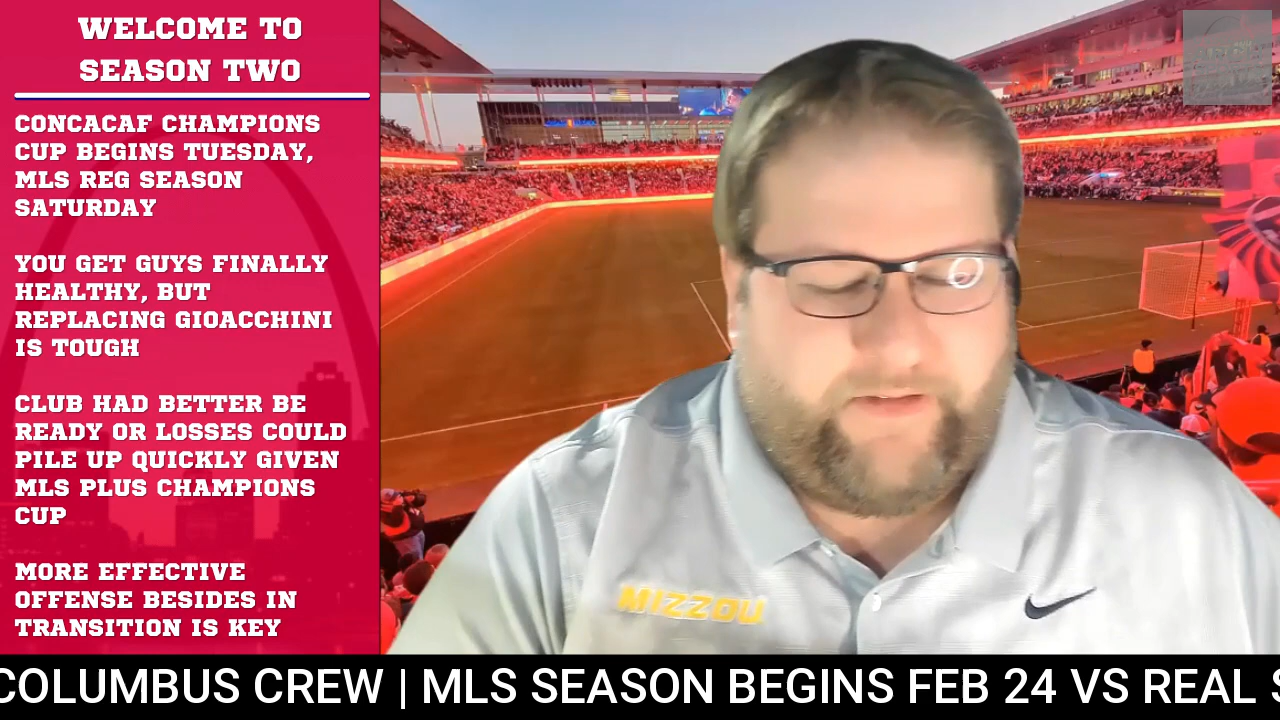 WELCOME TO
SEASON TWO
CONCACAF CHAMPIONS
CUP BEGINS TUESDAY,
MLS REG SEASON
SATURDAY
YOU GET GUYS FINALLY
HEALTHY, BUT
REPLACING GIOACCHINI
IS TOUGH
CLUB HAD BETTER BE
READY OR LOSSES COULD
PILE UP QUICKLY GIVEN
MLS PLUS CHAMPIONS
CUP
MORE EFFECTIVE
OFFENSE BESIDES IN
TRANSITION IS KEY
MIZZOU
COLUMBUS CREW | MLS SEASON BEGINS FEB 24 VS REAL